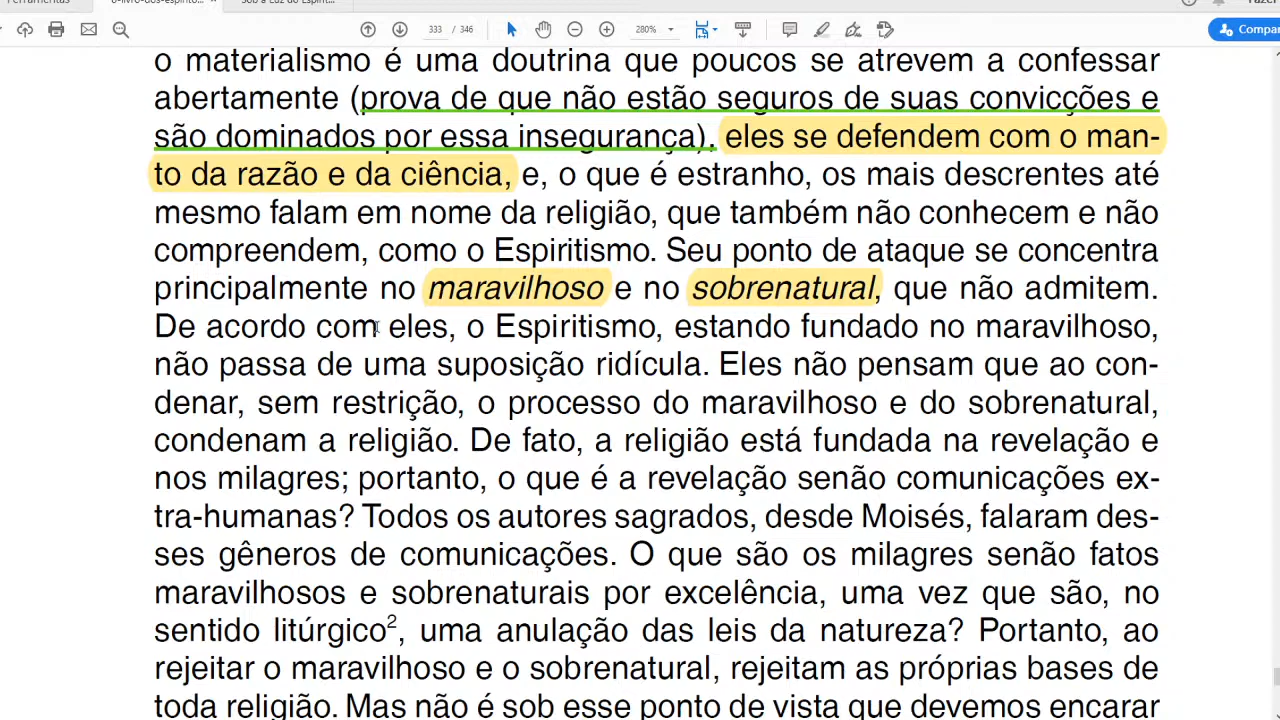 Ferramentas
Sob a Luz do Espírit...
333 / 346
280%
Compar
o materialismo é uma doutrina que poucos se atrevem a confessar
abertamente (prova de que não estão seguros de suas convicções e
são dominados por essa insegurança), eles se defendem com o man-
to da razão e da ciência, e, o que é estranho, os mais descrentes até
mesmo falam em nome da religião, que também não conhecem e não
compreendem, como o Espiritismo. Seu ponto de ataque se concentra
principalmente no maravilhoso e no sobrenatural, que não admitem.
De acordo com eles, o Espiritismo, estando fundado no maravilhoso,
não passa de uma suposição ridícula. Eles não pensam que ao con-
denar, sem restrição, o processo do maravilhoso e do sobrenatural,
condenam a religião. De fato, a religião está fundada na revelação e
nos milagres; portanto, o que é a revelação senão comunicações ex-
tra-humanas? Todos os autores sagrados, desde Moisés, falaram des-
ses gêneros de comunicações. O que são os milagres senão fatos
maravilhosos e sobrenaturais por excelência, uma vez que são, no
sentido litúrgico², uma anulação das leis da natureza? Portanto, ao
rejeitar o maravilhoso e o sobrenatural, rejeitam as próprias bases de
toda religião. Mas não é sob esse ponto de vista que devemos encarar